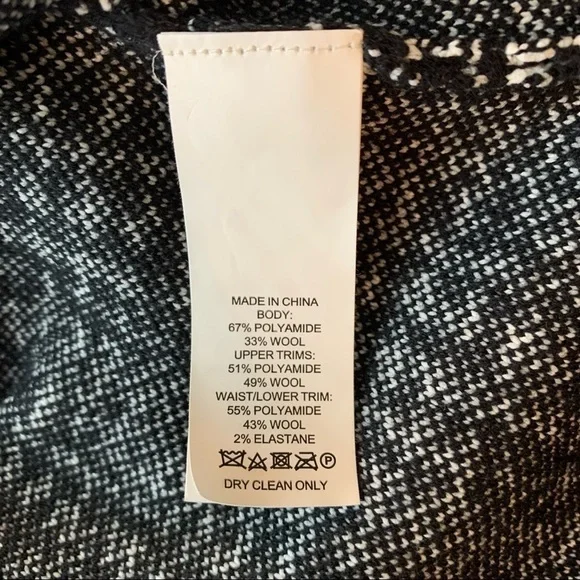 MADE IN CHINA
BODY:
67% POLYAMIDE
33% WOOL
UPPER TRIMS:
51% POLYAMIDE
49% WOOL
WAIST/LOWER TRIM:
55% POLYAMIDE
43% WOOL
2% ELASTANE
P
DRY CLEAN ONLY